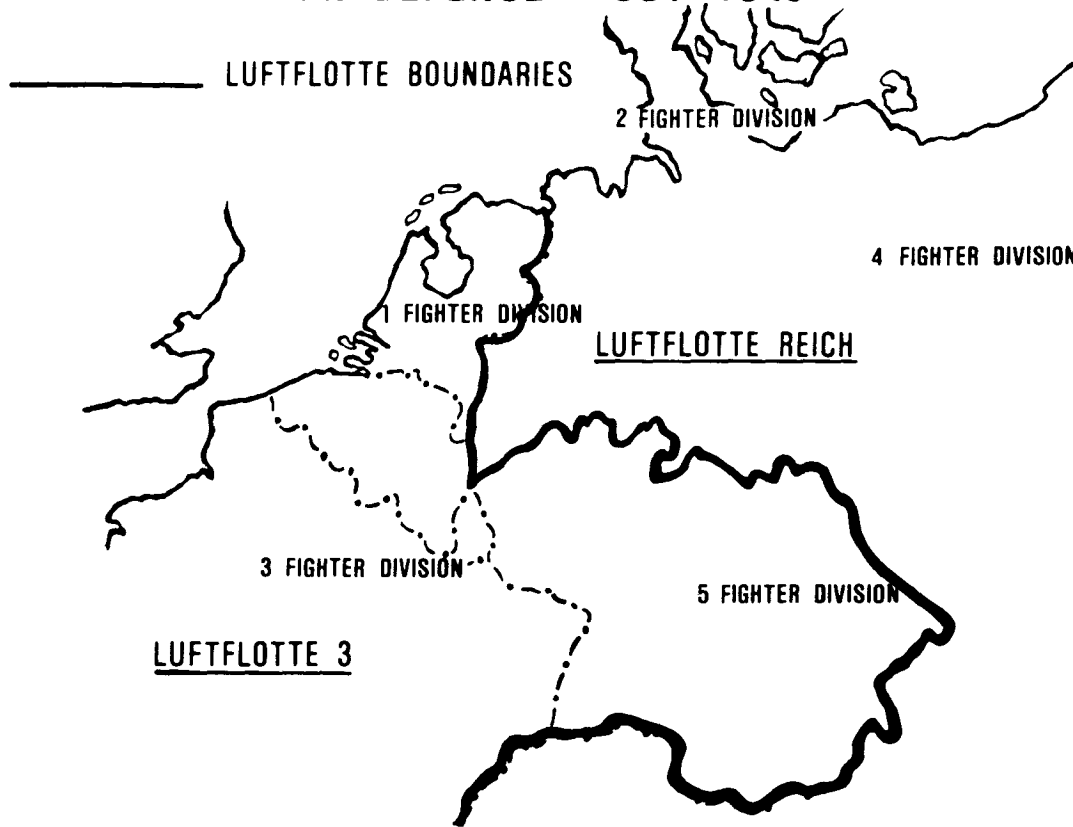 LUFTFLOTTE BOUNDARIES
2 FIGHTER DIVISION
4 FIGHTER DIVISION
1 FIGHTER DIVISION
LUFTFLOTTE REICH
3 FIGHTER DIVISION
5 FIGHTER DIVISION
LUFTFLOTTE 3